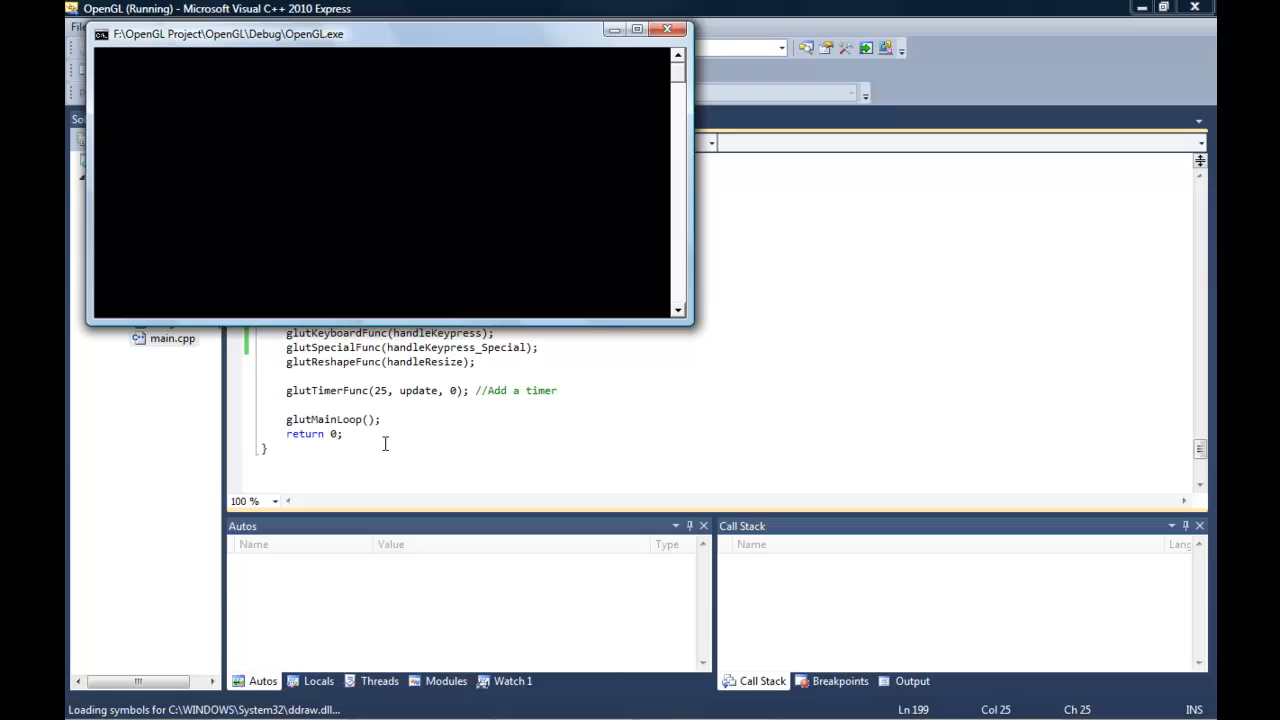 OpenGL (Running) - Microsoft Visual C++ 2010 Express
F:\OpenGL Project\OpenGL\Debug\OpenGL.exe
main.cpp
glutKeyboardFunc(handleKeypress);
glutSpecialFunc(handleKeypress_Special);
glutReshapeFunc(handleResize);
glutTimerFunc(25, update, 0); //Add a timer
glutMainLoop();
return 0;
}
100 %
Autos
Call Stack
Name Value Type
Name
Autos Locals Threads Modules Watch 1
Call Stack Breakpoints Output
Loading symbols for C:\WINDOWS\System32\ddraw.dll...
Ln 199 Col 25 Ch 25 INS